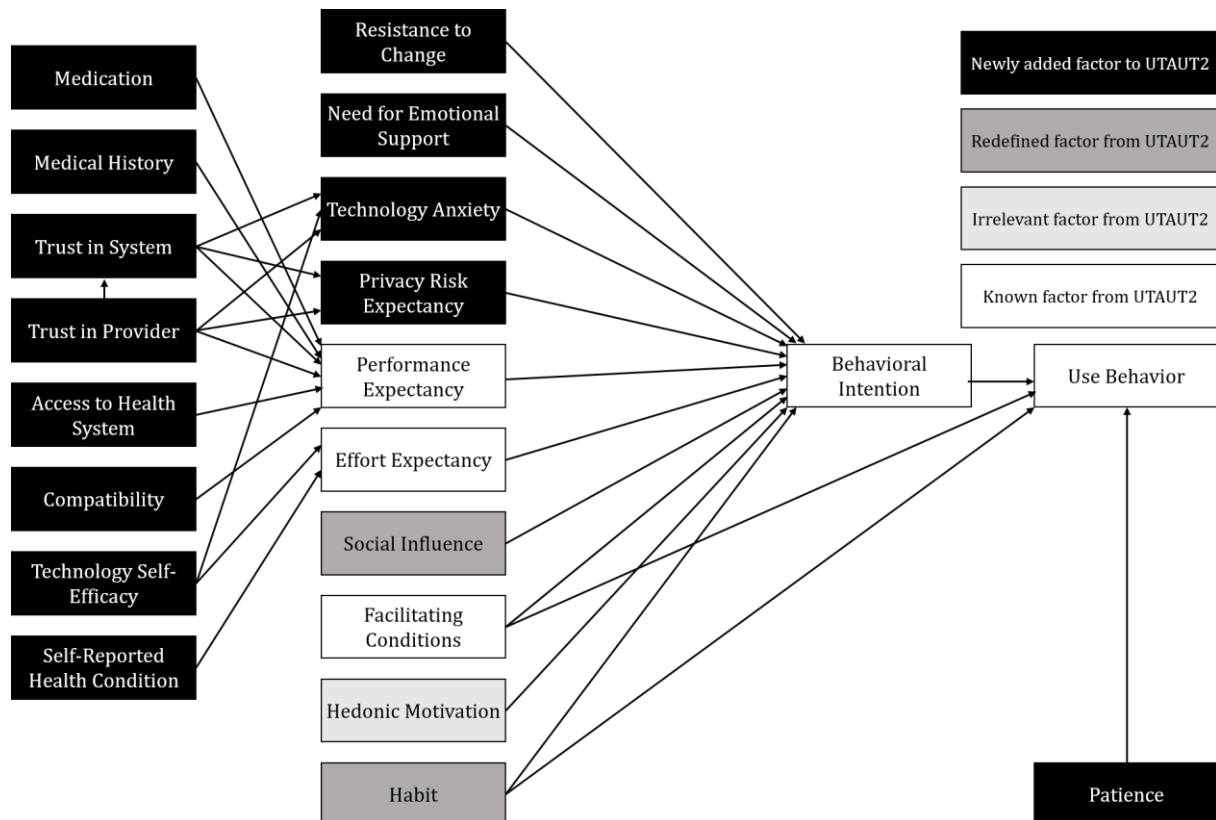 Medication
Medical History
Trust in System
Trust in Provider
Access to Health
System
Compatibility
Technology Self-
Efficacy
Self-Reported
Health Condition
Resistance to
Change
Need for Emotional
Support
Technology Anxiety
Privacy Risk
Expectancy
Performance
Expectancy
Effort Expectancy
Social Influence
Facilitating
Conditions
Hedonic Motivation
Habit
Behavioral
Intention
Newly added factor to UTAUT2
Redefined factor from UTAUT2
Irrelevant factor from UTAUT2
Known factor from UTAUT2
Use Behavior
Patience